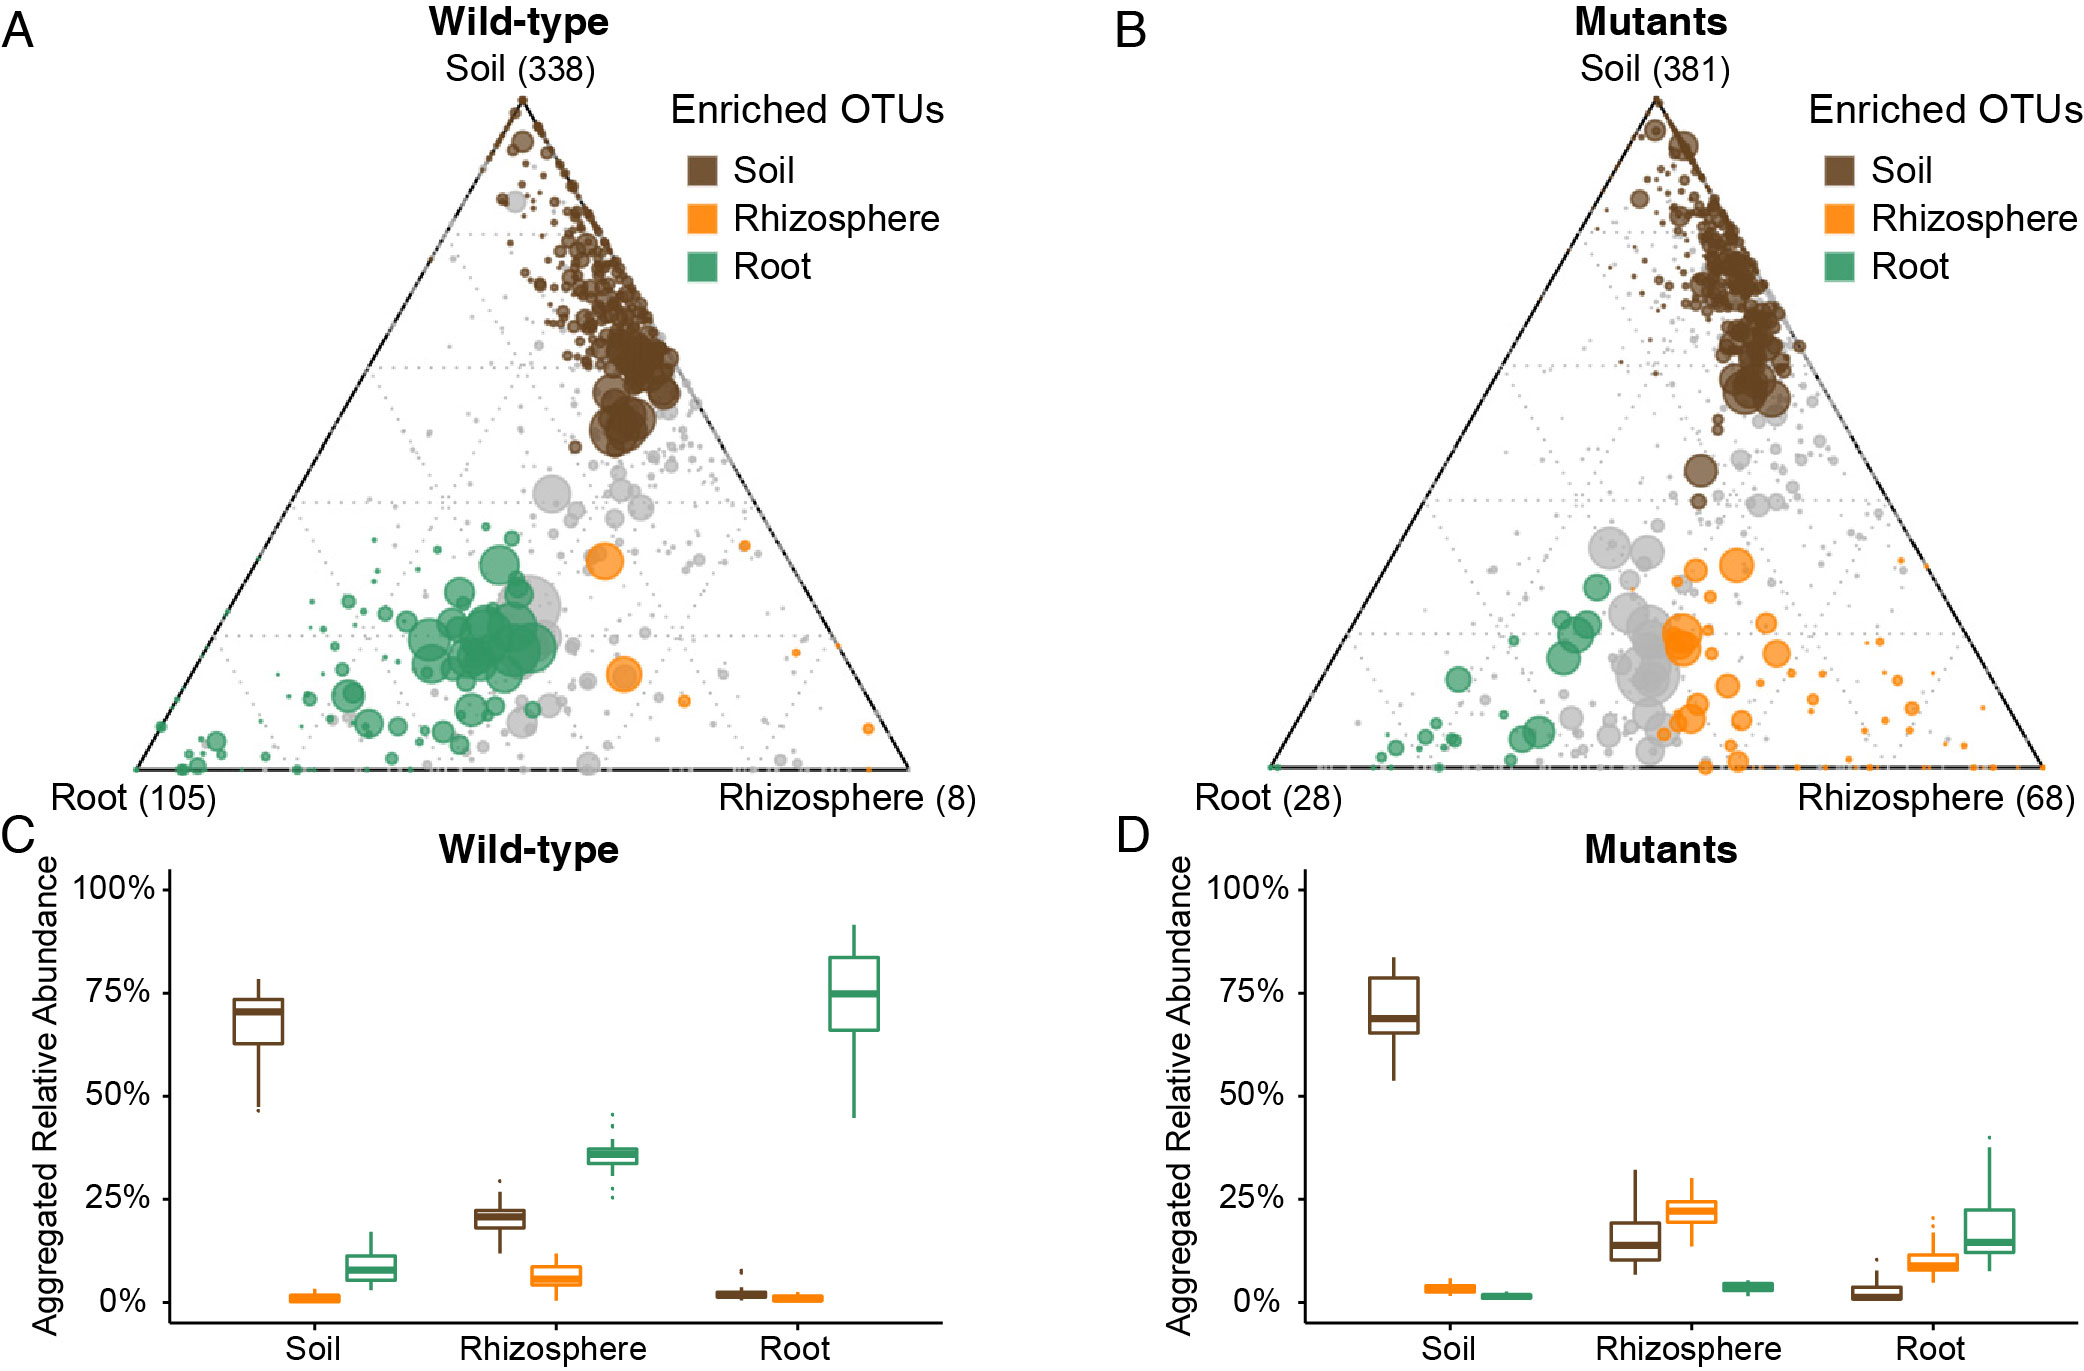 A
Wild-type
Soil (338)
Enriched OTUs
Soil
Rhizosphere
Root
Root (105)
Rhizosphere (8)
B
Mutants
Soil (381)
Enriched OTUs
Soil
Rhizosphere
Root
Root (28)
Rhizosphere (68)
C
Wild-type
Aggregated Relative Abundance
100%
75%
50%
25%
0%
Soil
Rhizosphere
Root
D
Mutants
Aggregated Relative Abundance
100%
75%
50%
25%
0%
Soil
Rhizosphere
Root